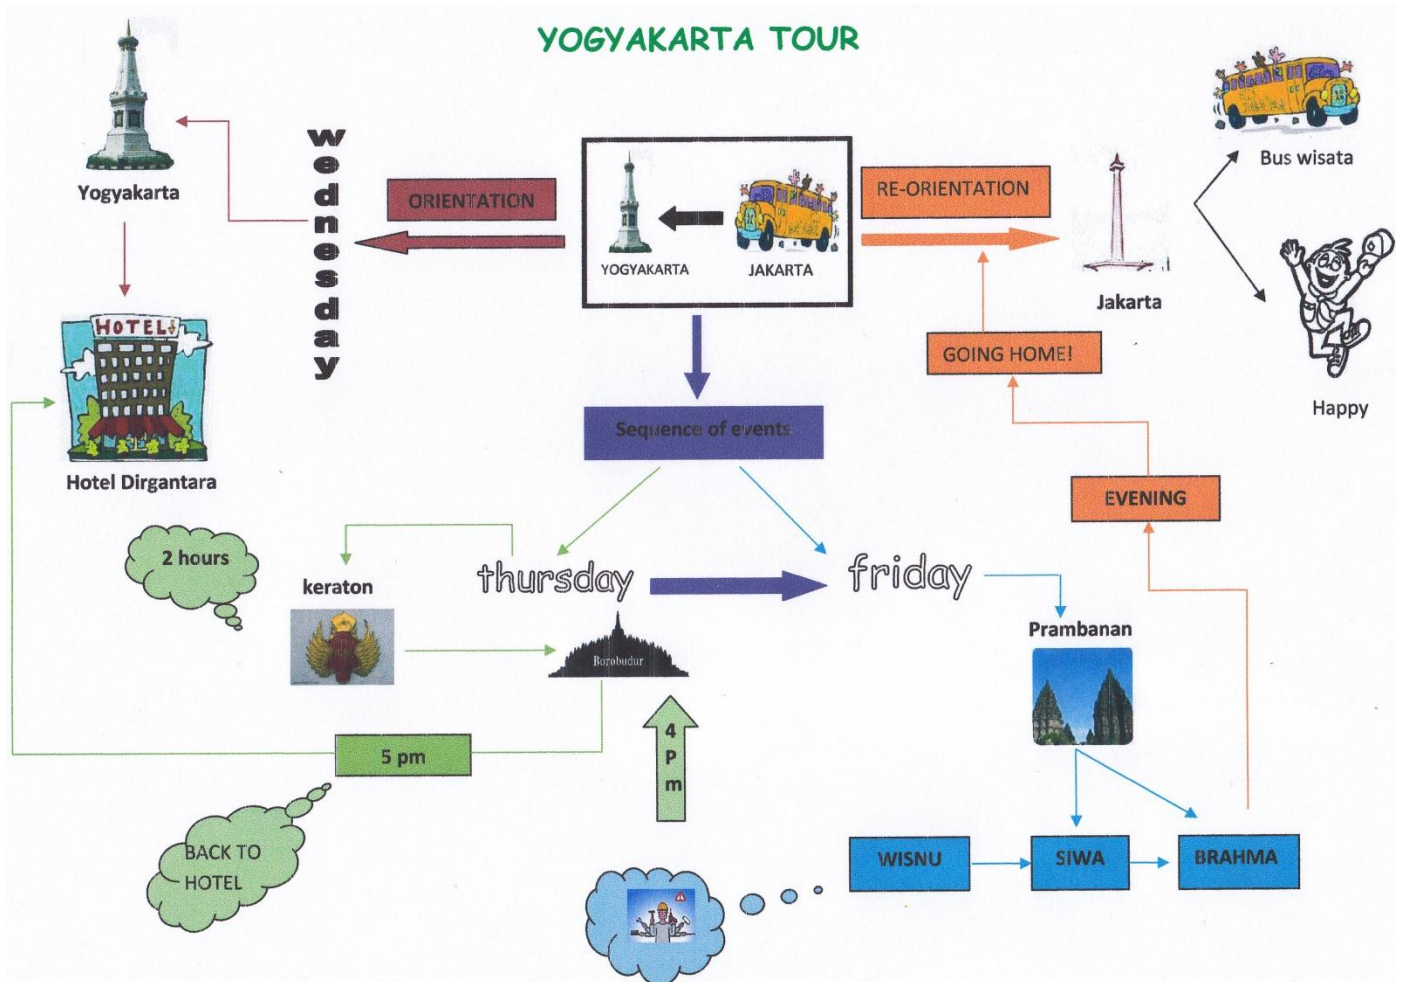 YOGYAKARTA TOUR
Yogyakarta
wednesday
ORIENTATION
YOGYAKARTA
JAKARTA
RE-ORIENTATION
Jakarta
Bus wisata
Happy
GOING HOME!
HOTEL
Hotel Dirgantara
Sequence of events
EVENING
2 hours
keraton
thursday
friday
Borobudur
Prambanan
5 pm
4
P
m
BACK TO
HOTEL
WISNU
SIWA
BRAHMA